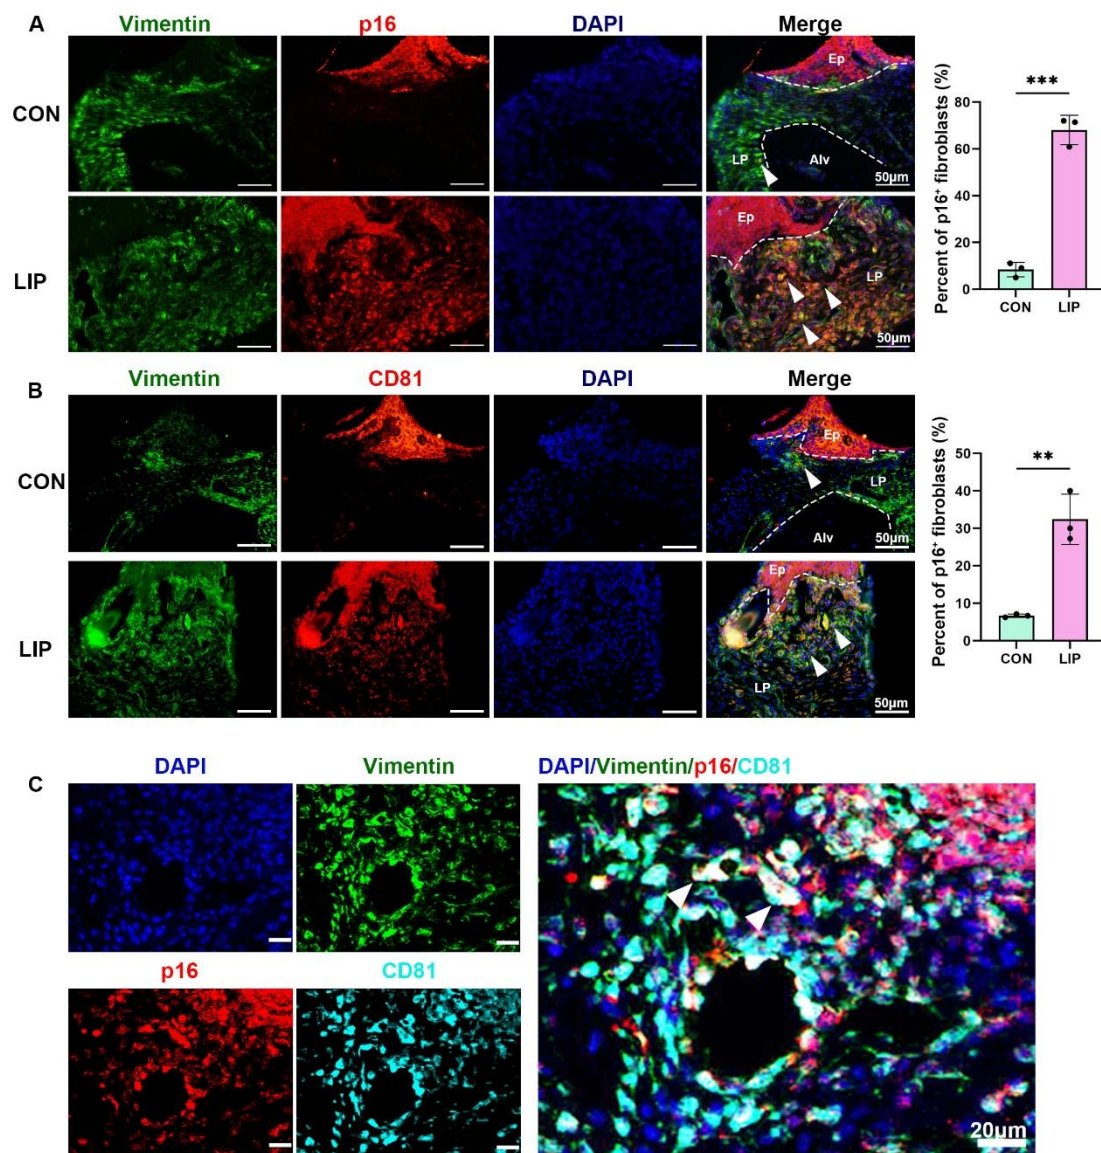 A
Vimentin p16 DAPI Merge
CON
Ep
LP
Alv
50μm
LIP
Ep
LP
50μm
Percent of p16⁺ fibroblasts (%)
***
80
60
40
20
0
CON LIP
B
Vimentin CD81 DAPI Merge
CON
Ep
LP
Alv
50μm
LIP
Ep
LP
50μm
Percent of p16⁺ fibroblasts (%)
**
50
40
30
20
10
0
CON LIP
C
DAPI Vimentin
p16 CD81
DAPI/Vimentin/p16/CD81
20μm